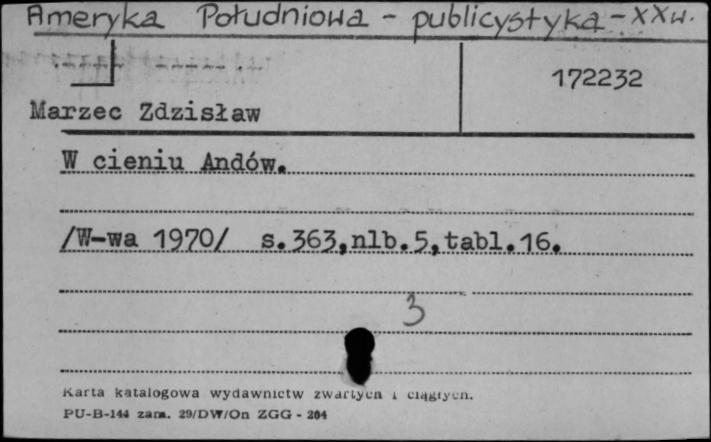 Ameryka Południowa - publicystyka - XX w.
172232
Marzec Zdzisław
W cieniu Andów.
/W-wa 1970/ s.363,nlb.5,tabl.16.
3
Karta katalogowa wydawnictw zwartych i ciągłych.
PU-B-144 zam. 29/DW/On ZGG - 204